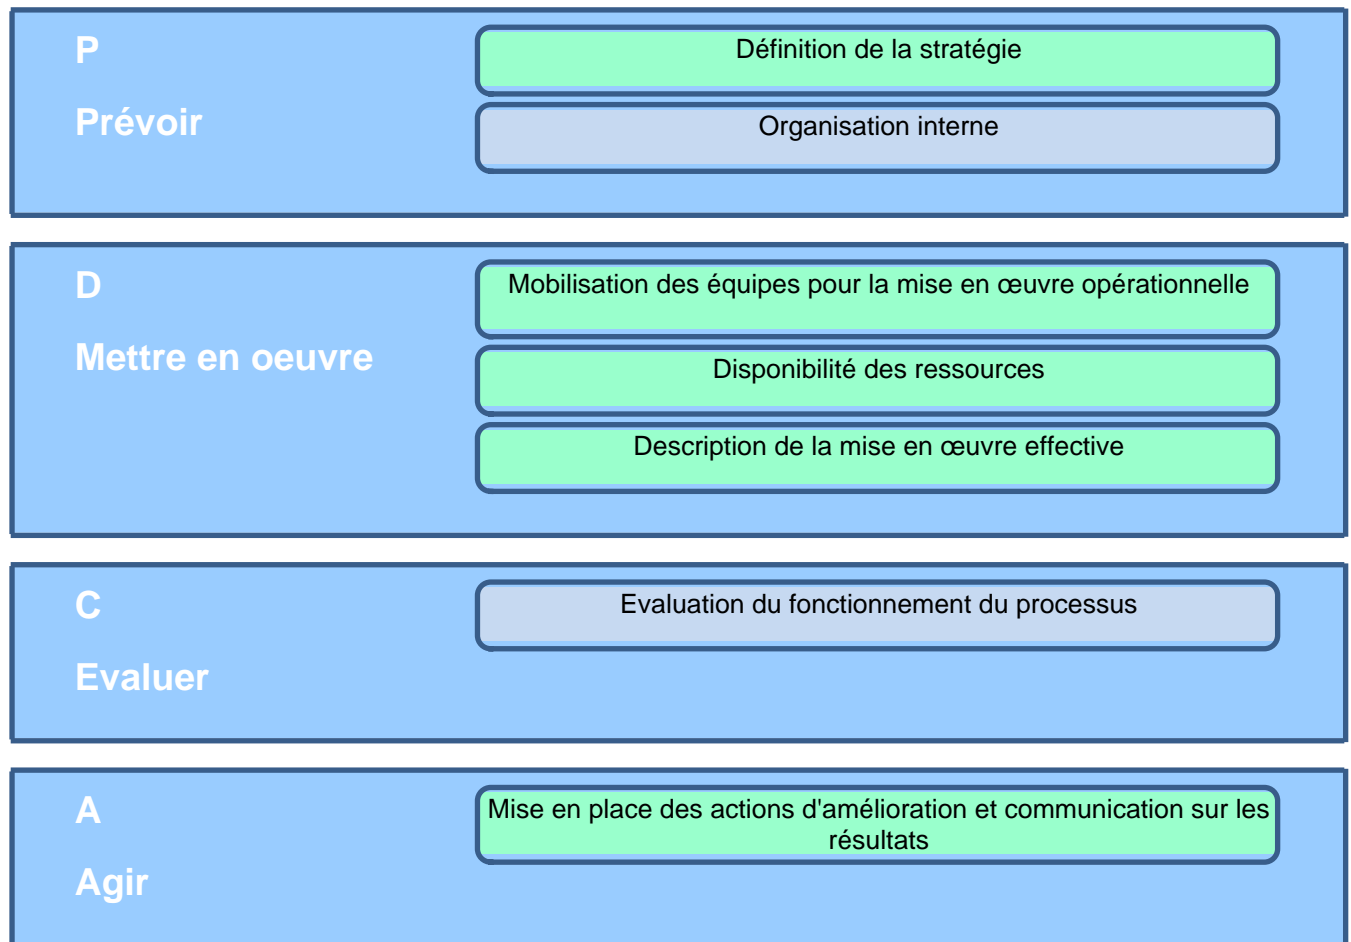 P
Prévoir
Définition de la stratégie
Organisation interne
D
Mettre en oeuvre
Mobilisation des équipes pour la mise en œuvre opérationnelle
Disponibilité des ressources
Description de la mise en œuvre effective
C
Evaluer
Evaluation du fonctionnement du processus
A
Agir
Mise en place des actions d'amélioration et communication sur les
résultats